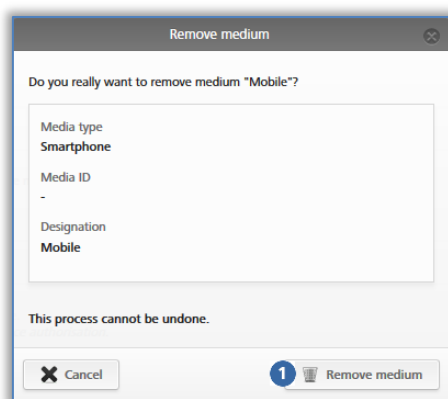 Remove medium
Do you really want to remove medium "Mobile"?
Media type
Smartphone
Media ID
-
Designation
Mobile
This process cannot be undone.
Cancel
1 Remove medium